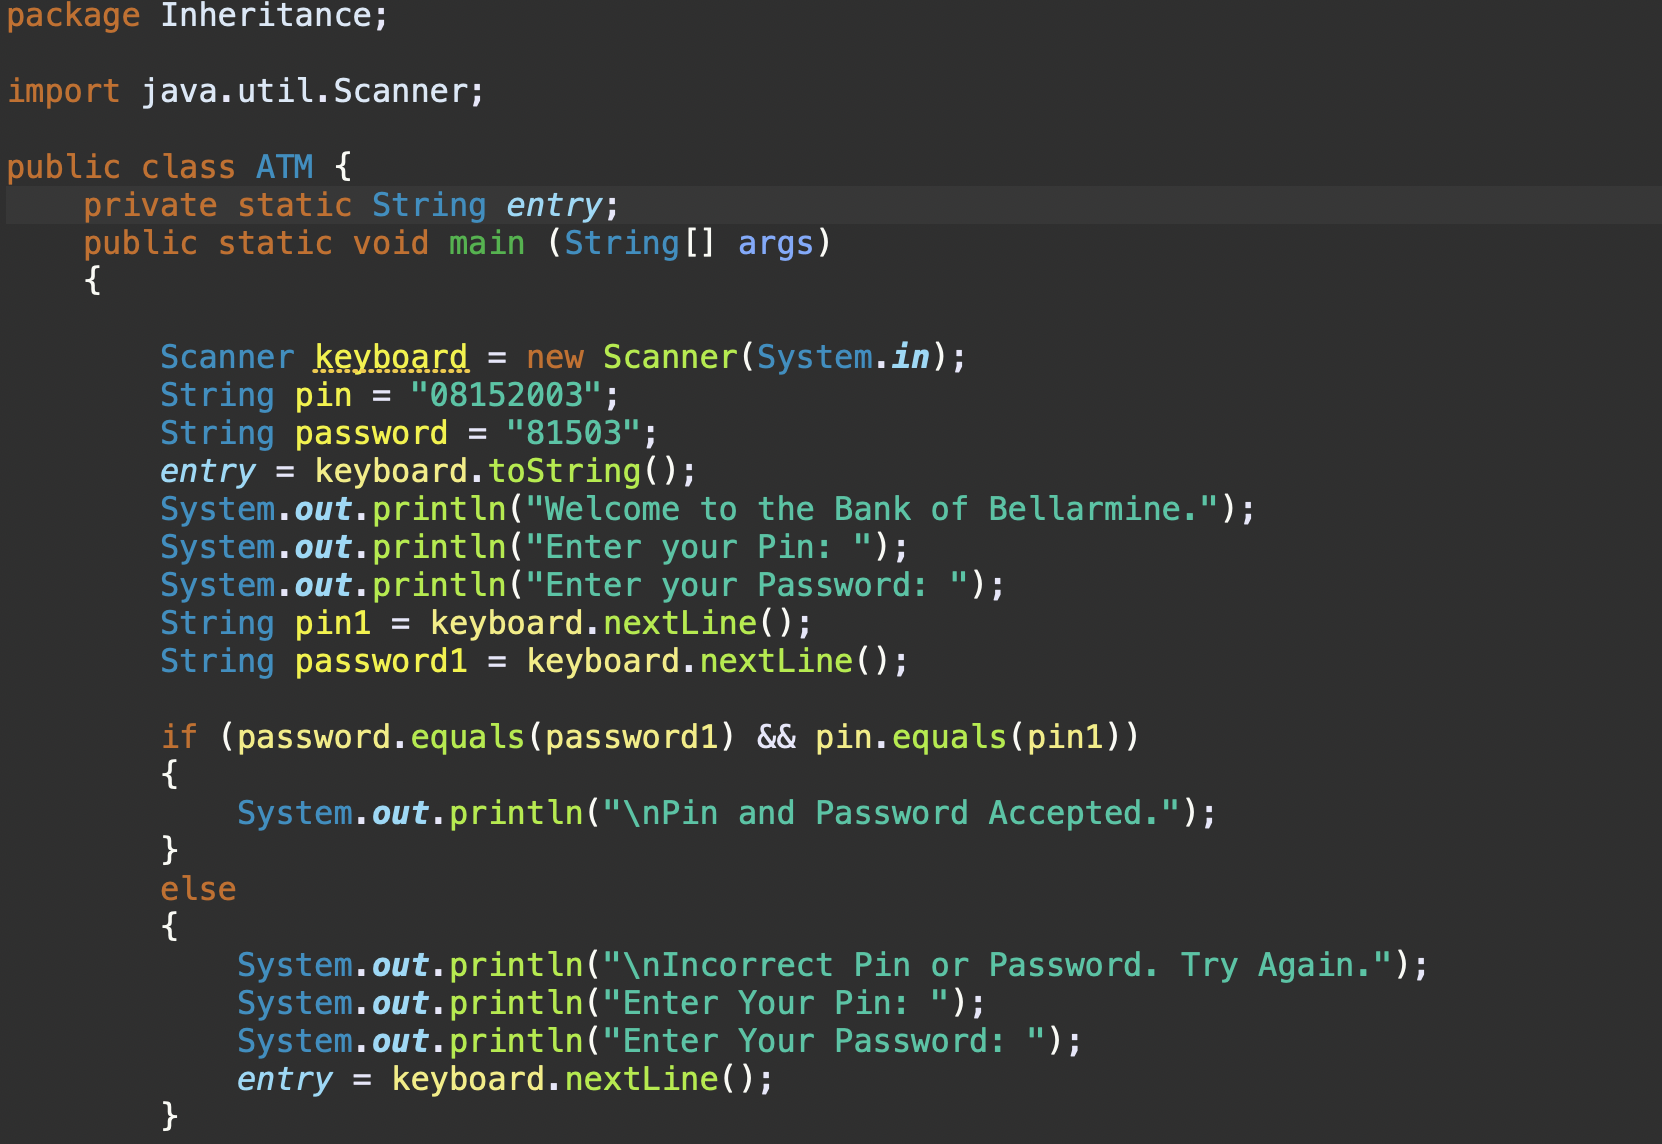 package Inheritance;
import java.util.Scanner;
public class ATM {
private static String entry;
public static void main (String[] args)
{
Scanner keyboard = new Scanner(System.in);
String pin = "08152003";
String password = "81503";
entry = keyboard.toString();
System.out.println("Welcome to the Bank of Bellarmine.");
System.out.println("Enter your Pin: ");
System.out.println("Enter your Password: ");
String pin1 = keyboard.nextLine();
String password1 = keyboard.nextLine();
if (password.equals(password1) && pin.equals(pin1))
{
System.out.println("\nPin and Password Accepted.");
}
else
{
System.out.println("\nIncorrect Pin or Password. Try Again.");
System.out.println("Enter Your Pin: ");
System.out.println("Enter Your Password: ");
entry = keyboard.nextLine();
}